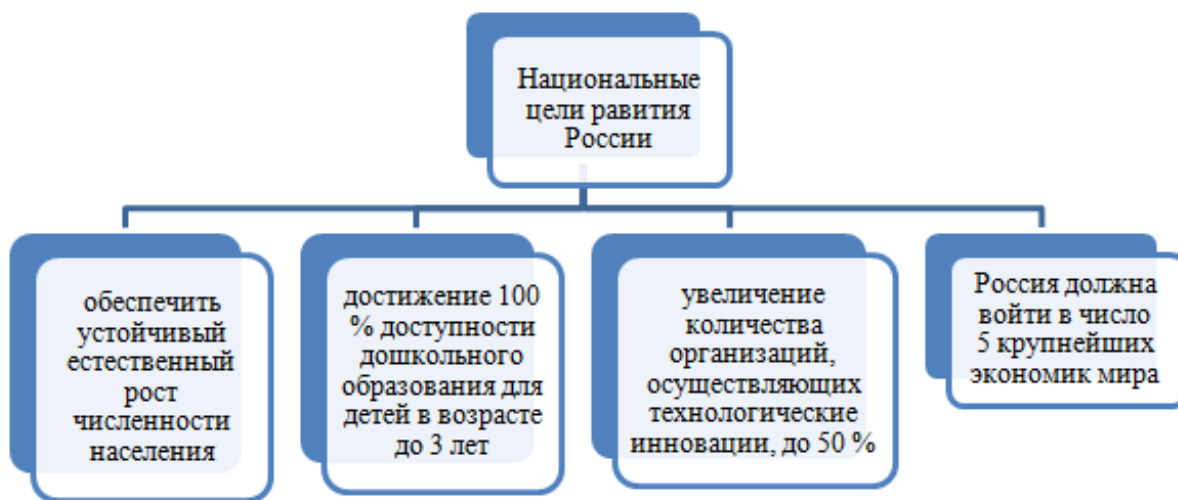 Национальные
цели равития
России
обеспечить
устойчивый
естественный
рост
численности
населения
достижение 100
% доступности
дошкольного
образования для
детей в возрасте
до 3 лет
увеличение
количества
организаций,
осуществляющих
технологические
инновации, до 50 %
Россия должна
войти в число
5 крупнейших
экономик мира